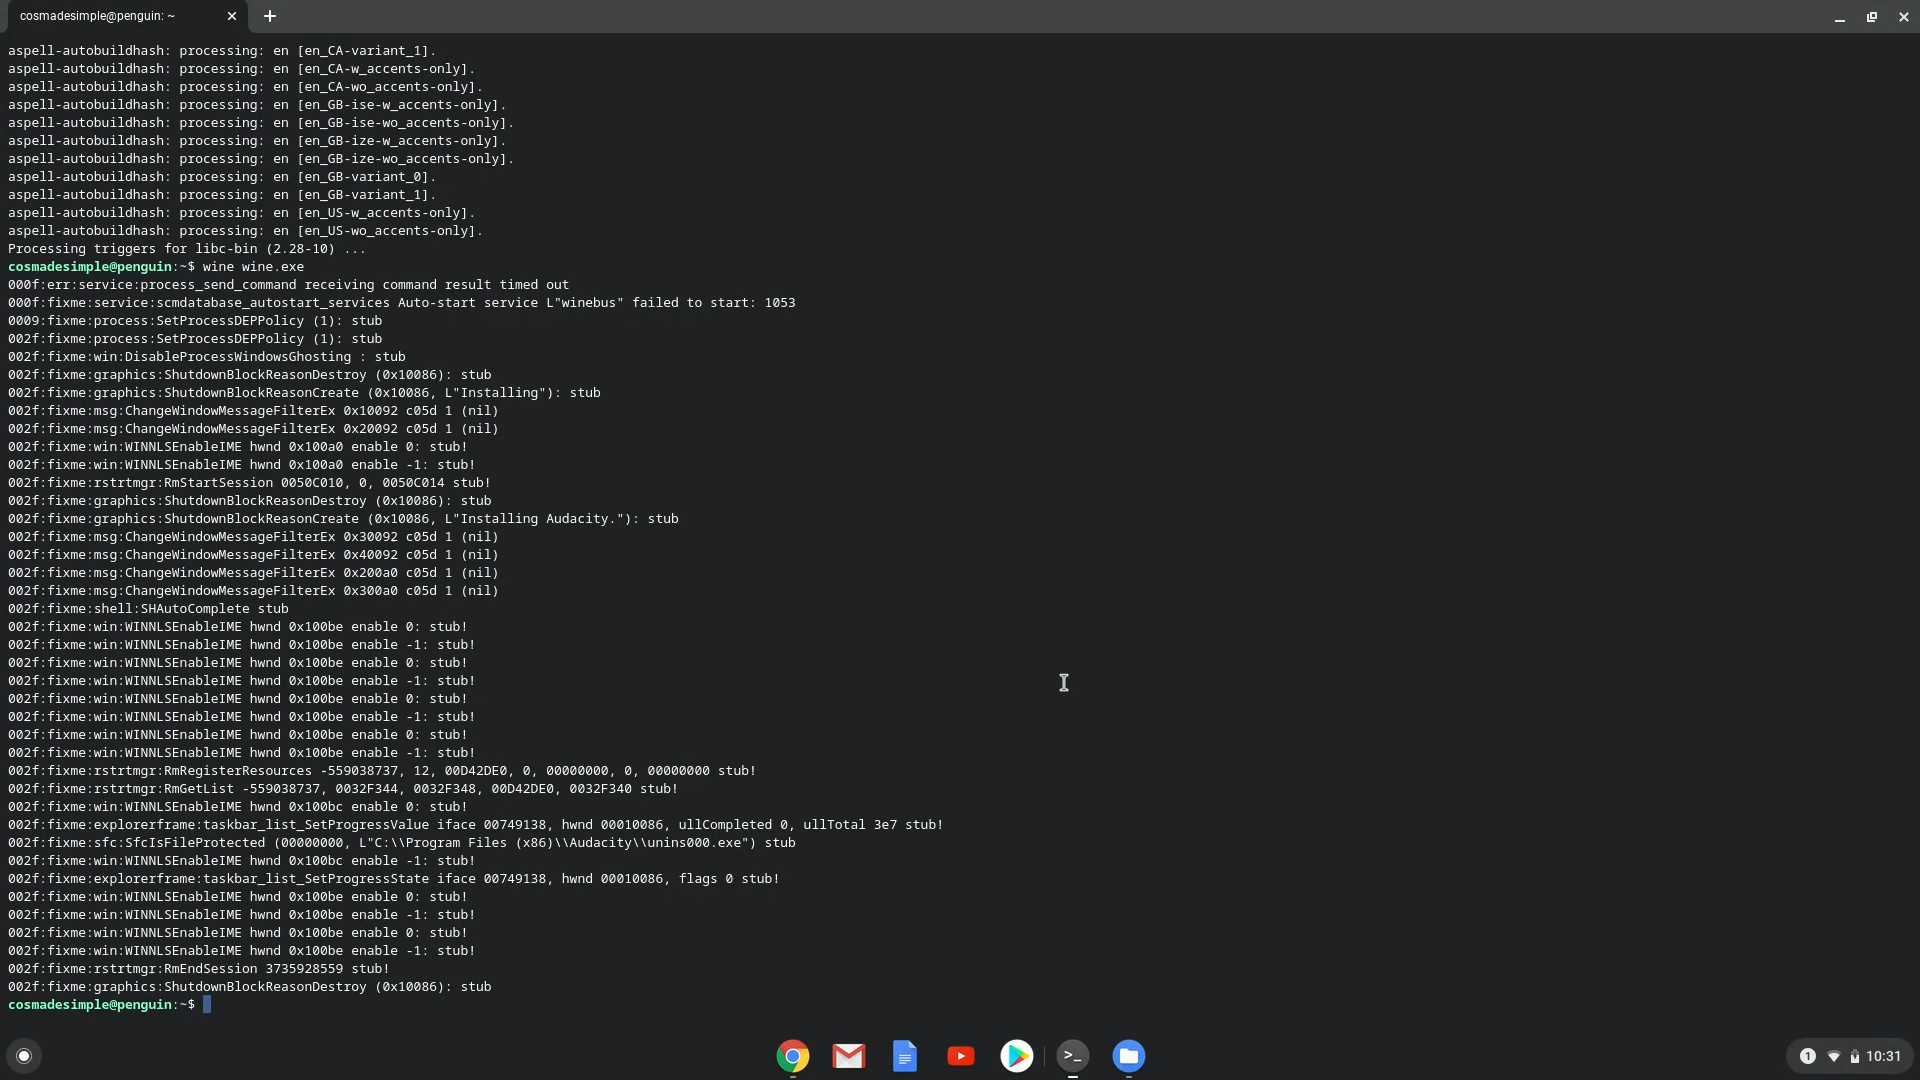 cosmadesimple@penguin: ~
aspell-autobuildhash: processing: en [en_CA-variant_1].
aspell-autobuildhash: processing: en [en_CA-w_accents-only].
aspell-autobuildhash: processing: en [en_CA-wo_accents-only].
aspell-autobuildhash: processing: en [en_GB-ise-w_accents-only].
aspell-autobuildhash: processing: en [en_GB-ise-wo_accents-only].
aspell-autobuildhash: processing: en [en_GB-ize-w_accents-only].
aspell-autobuildhash: processing: en [en_GB-ize-wo_accents-only].
aspell-autobuildhash: processing: en [en_GB-variant_0].
aspell-autobuildhash: processing: en [en_GB-variant_1].
aspell-autobuildhash: processing: en [en_US-w_accents-only].
aspell-autobuildhash: processing: en [en_US-wo_accents-only].
Processing triggers for libc-bin (2.28-10) ...
cosmadesimple@penguin:~$ wine wine.exe
000f:err:service:process_send_command receiving command result timed out
000f:fixme:service:scmdatabase_autostart_services Auto-start service L"winebus" failed to start: 1053
0009:fixme:process:SetProcessDEPPolicy (1): stub
002f:fixme:process:SetProcessDEPPolicy (1): stub
002f:fixme:win:DisableProcessWindowsGhosting : stub
002f:fixme:graphics:ShutdownBlockReasonDestroy (0x10086): stub
002f:fixme:graphics:ShutdownBlockReasonCreate (0x10086, L"Installing"): stub
002f:fixme:msg:ChangeWindowMessageFilterEx 0x10092 c05d 1 (nil)
002f:fixme:msg:ChangeWindowMessageFilterEx 0x20092 c05d 1 (nil)
002f:fixme:win:WINNLSEnableIME hwnd 0x100a0 enable 0: stub!
002f:fixme:win:WINNLSEnableIME hwnd 0x100a0 enable -1: stub!
002f:fixme:rstrtmgr:RmStartSession 0050C010, 0, 0050C014 stub!
002f:fixme:graphics:ShutdownBlockReasonDestroy (0x10086): stub
002f:fixme:graphics:ShutdownBlockReasonCreate (0x10086, L"Installing Audacity."): stub
002f:fixme:msg:ChangeWindowMessageFilterEx 0x30092 c05d 1 (nil)
002f:fixme:msg:ChangeWindowMessageFilterEx 0x40092 c05d 1 (nil)
002f:fixme:msg:ChangeWindowMessageFilterEx 0x200a0 c05d 1 (nil)
002f:fixme:msg:ChangeWindowMessageFilterEx 0x300a0 c05d 1 (nil)
002f:fixme:shell:SHAutoComplete stub
002f:fixme:win:WINNLSEnableIME hwnd 0x100be enable 0: stub!
002f:fixme:win:WINNLSEnableIME hwnd 0x100be enable -1: stub!
002f:fixme:win:WINNLSEnableIME hwnd 0x100be enable 0: stub!
002f:fixme:win:WINNLSEnableIME hwnd 0x100be enable -1: stub!
002f:fixme:win:WINNLSEnableIME hwnd 0x100be enable 0: stub!
002f:fixme:win:WINNLSEnableIME hwnd 0x100be enable -1: stub!
002f:fixme:win:WINNLSEnableIME hwnd 0x100be enable 0: stub!
002f:fixme:win:WINNLSEnableIME hwnd 0x100be enable -1: stub!
002f:fixme:rstrtmgr:RmRegisterResources -559038737, 12, 00D42DE0, 0, 00000000, 0, 00000000 stub!
002f:fixme:rstrtmgr:RmGetList -559038737, 0032F344, 0032F348, 00D42DE0, 0032F340 stub!
002f:fixme:win:WINNLSEnableIME hwnd 0x100bc enable 0: stub!
002f:fixme:explorerframe:taskbar_list_SetProgressValue iface 00749138, hwnd 00010086, ullCompleted 0, ullTotal 3e7 stub!
002f:fixme:sfc:SfcIsFileProtected (00000000, L"C:\\Program Files (x86)\\Audacity\\unins000.exe") stub
002f:fixme:win:WINNLSEnableIME hwnd 0x100bc enable -1: stub!
002f:fixme:explorerframe:taskbar_list_SetProgressState iface 00749138, hwnd 00010086, flags 0 stub!
002f:fixme:win:WINNLSEnableIME hwnd 0x100be enable 0: stub!
002f:fixme:win:WINNLSEnableIME hwnd 0x100be enable -1: stub!
002f:fixme:win:WINNLSEnableIME hwnd 0x100be enable 0: stub!
002f:fixme:win:WINNLSEnableIME hwnd 0x100be enable -1: stub!
002f:fixme:rstrtmgr:RmEndSession 3735928559 stub!
002f:fixme:graphics:ShutdownBlockReasonDestroy (0x10086): stub
cosmadesimple@penguin:~$
1 10:31